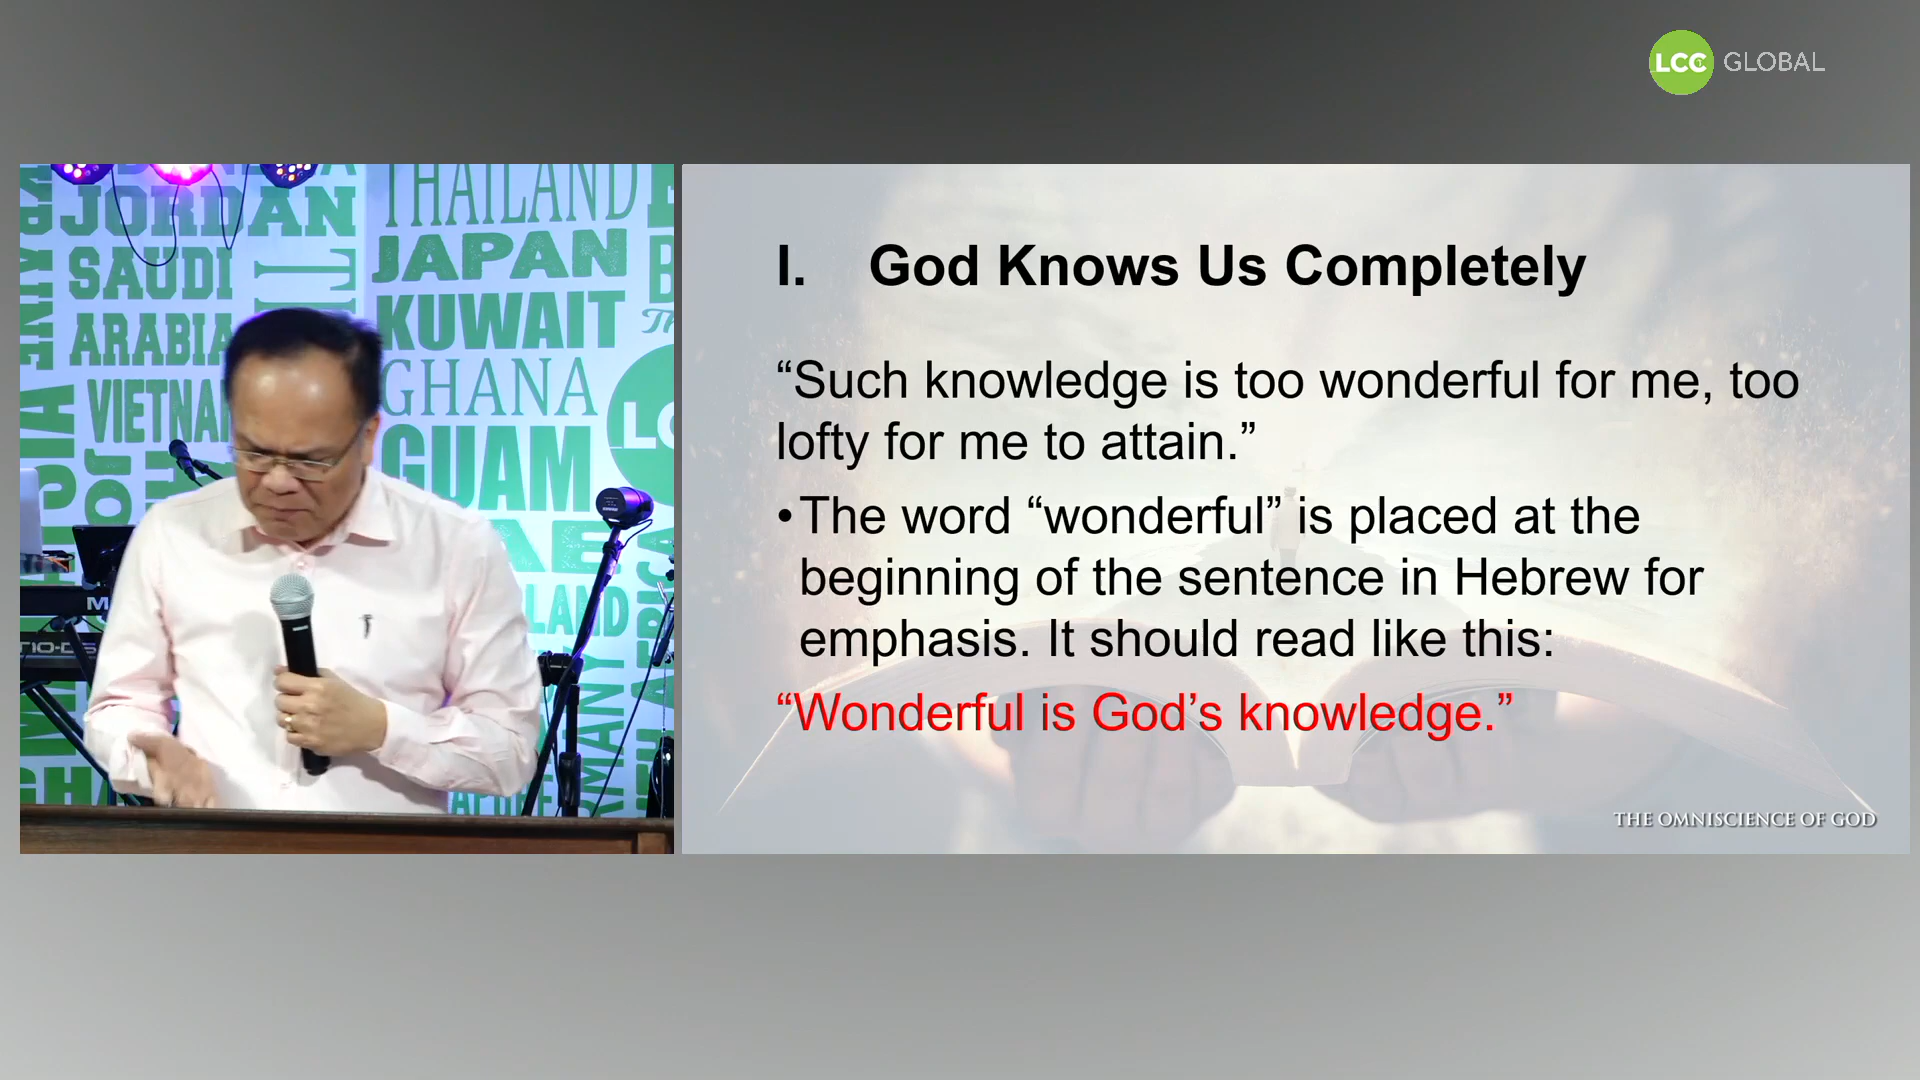 LCC GLOBAL
JORDAN
THAILAND
SAUDI
ARABIA
JAPAN
KUWAIT
VIETNAM
GHANA
GUAM
I. God Knows Us Completely
“Such knowledge is too wonderful for me, too
lofty for me to attain.”
•The word “wonderful” is placed at the
beginning of the sentence in Hebrew for
emphasis. It should read like this:
“Wonderful is God’s knowledge.”
THE OMNISCIENCE OF GOD